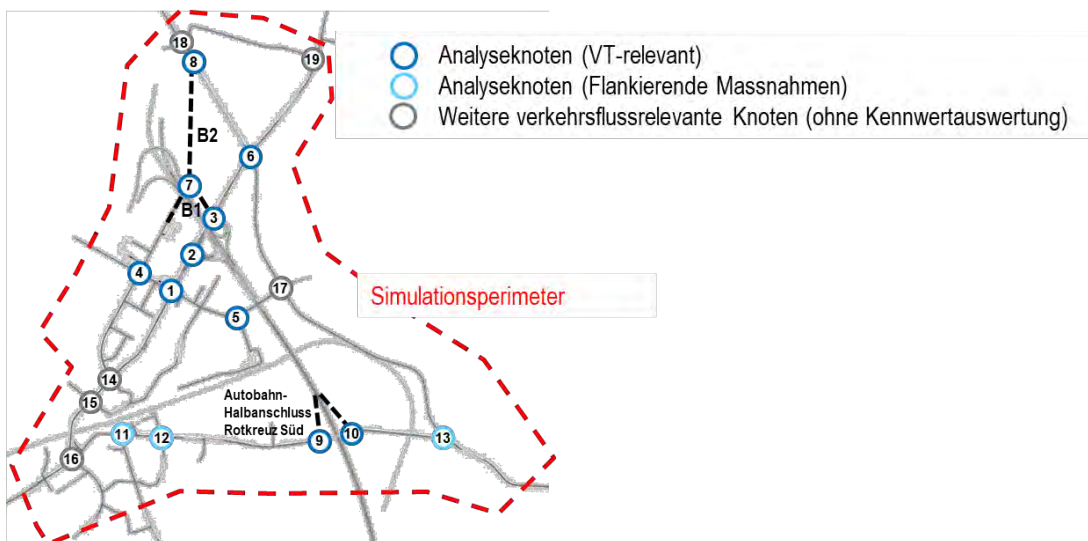 18
19
8
Analyseknoten (VT-relevant)
Analyseknoten (Flankierende Massnahmen)
Weitere verkehrsflussrelevante Knoten (ohne Kennwertauswertung)
B2
6
7
B1
3
2
4
1
17
5
Simulationsperimeter
14
15
Autobahn-
Halbanschluss
Rotkreuz Süd
11
12
9
10
13
16